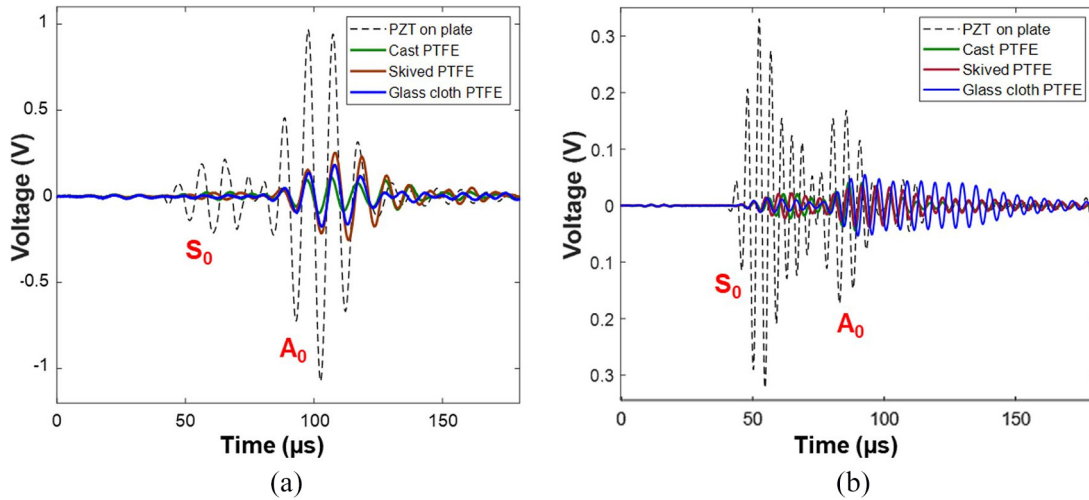 1
0.5
0
-0.5
-1
Voltage (V)
PZT on plate
Cast PTFE
Skived PTFE
Glass cloth PTFE
S0
A0
0
50
100
150
Time (μs)
(a)
0.3
0.2
0.1
0
0.1
0.2
0.3
Voltage (V)
PZT on plate
Cast PTFE
Skived PTFE
Glass cloth PTFE
S0
A0
0
50
100
150
Time (μs)
(b)